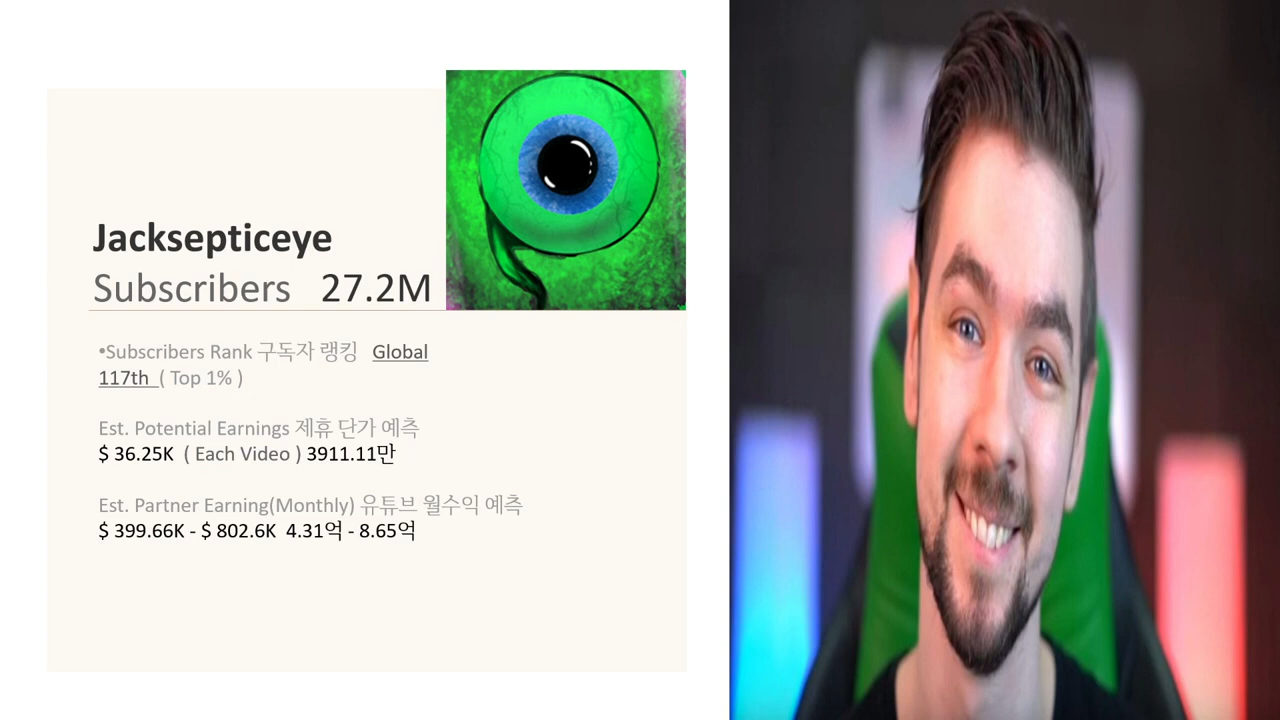 Jacksepticeye
Subscribers 27.2M
•Subscribers Rank 구독자 랭킹 Global
117th ( Top 1% )
Est. Potential Earnings 제휴 단가 예측
$ 36.25K ( Each Video ) 3911.11만
Est. Partner Earning(Monthly) 유튜브 월수익 예측
$ 399.66K - $ 802.6K 4.31억 - 8.65억